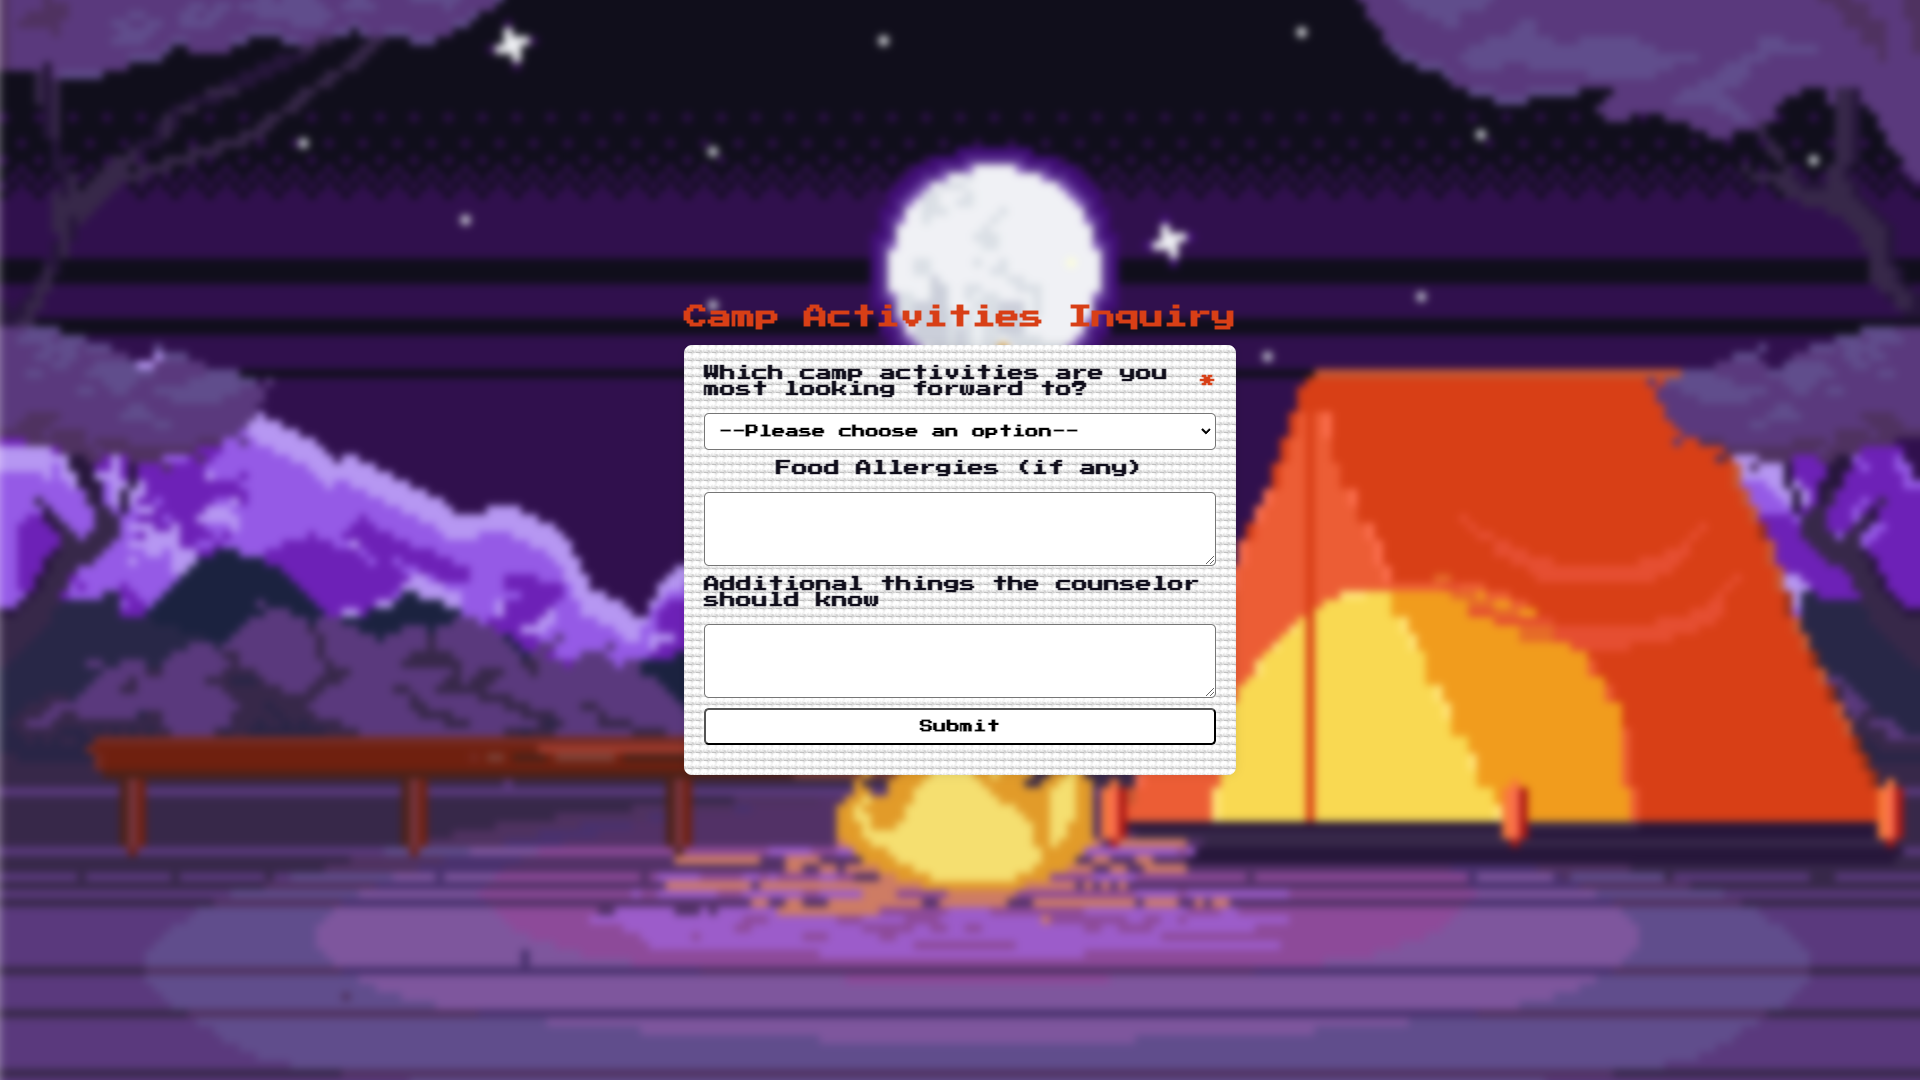 Camp Activities Inquiry
Which camp activities are you *
most looking forward to?
--Please choose an option--
Food Allergies (if any)
Additional things the counselor
should know
Submit